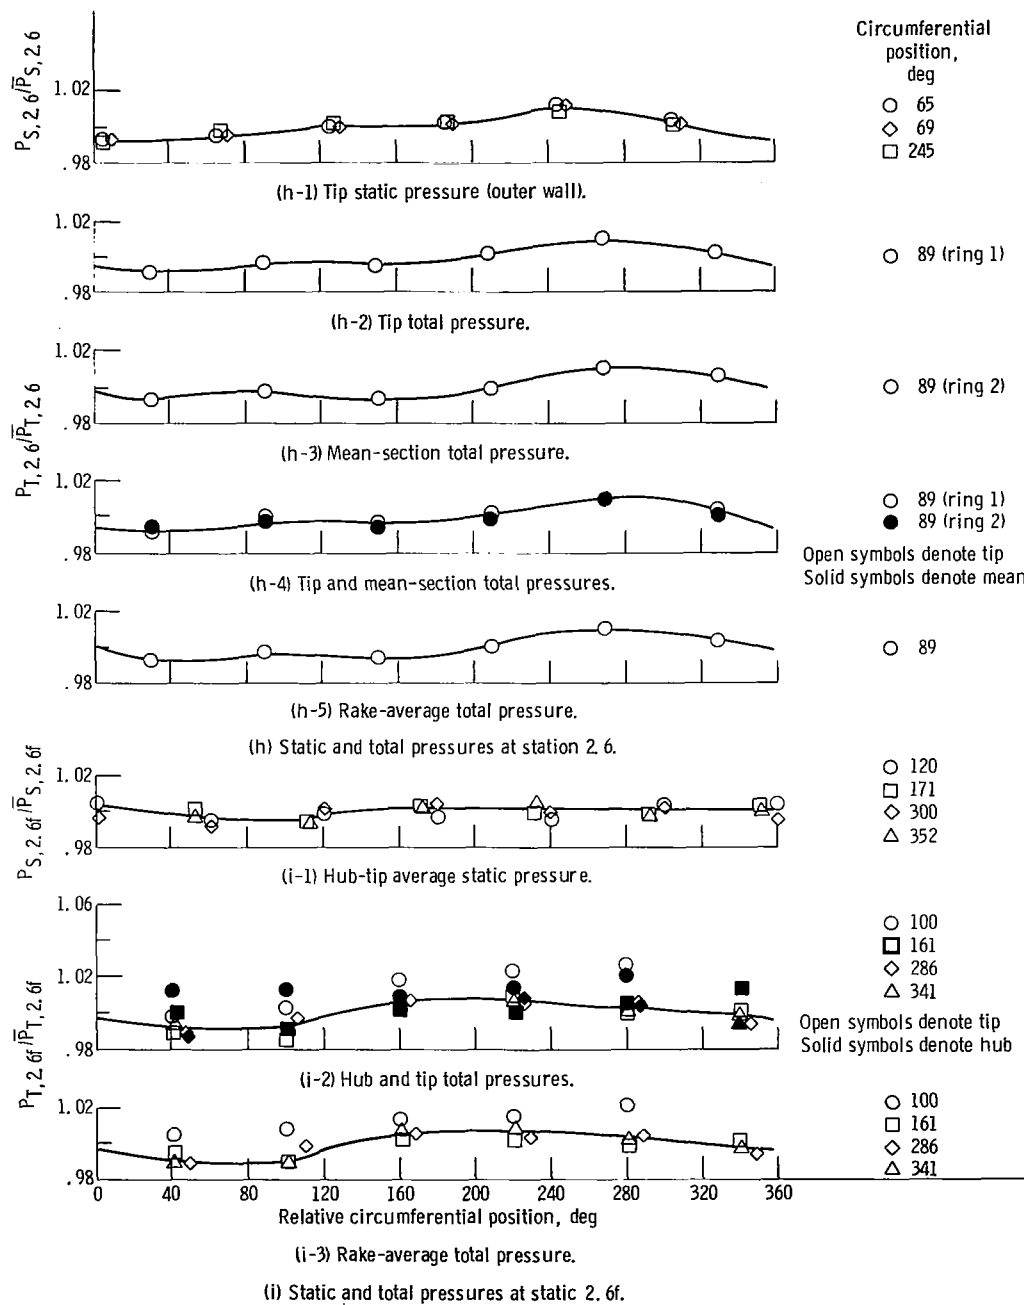 Circumferential
position,
deg
P_S,2.6/P̅_S,2.6
1.02
.98
65
69
245
(h-1) Tip static pressure (outer wall).
1.02
.98
89 (ring 1)
(h-2) Tip total pressure.
P_T,2.6/P̅_T,2.6
1.02
.98
89 (ring 2)
(h-3) Mean-section total pressure.
1.02
.98
89 (ring 1)
89 (ring 2)
Open symbols denote tip
Solid symbols denote mean
(h-4) Tip and mean-section total pressures.
1.02
.98
89
(h-5) Rake-average total pressure.
(h) Static and total pressures at station 2.6.
P_S,2.6f/P̅_S,2.6f
1.02
.98
120
171
300
352
(i-1) Hub-tip average static pressure.
P_T,2.6f/P̅_T,2.6f
1.06
1.02
.98
100
161
286
341
Open symbols denote tip
Solid symbols denote hub
(i-2) Hub and tip total pressures.
1.02
.98
100
161
286
341
0 40 80 120 160 200 240 280 320 360
Relative circumferential position, deg
(i-3) Rake-average total pressure.
(i) Static and total pressures at static 2.6f.